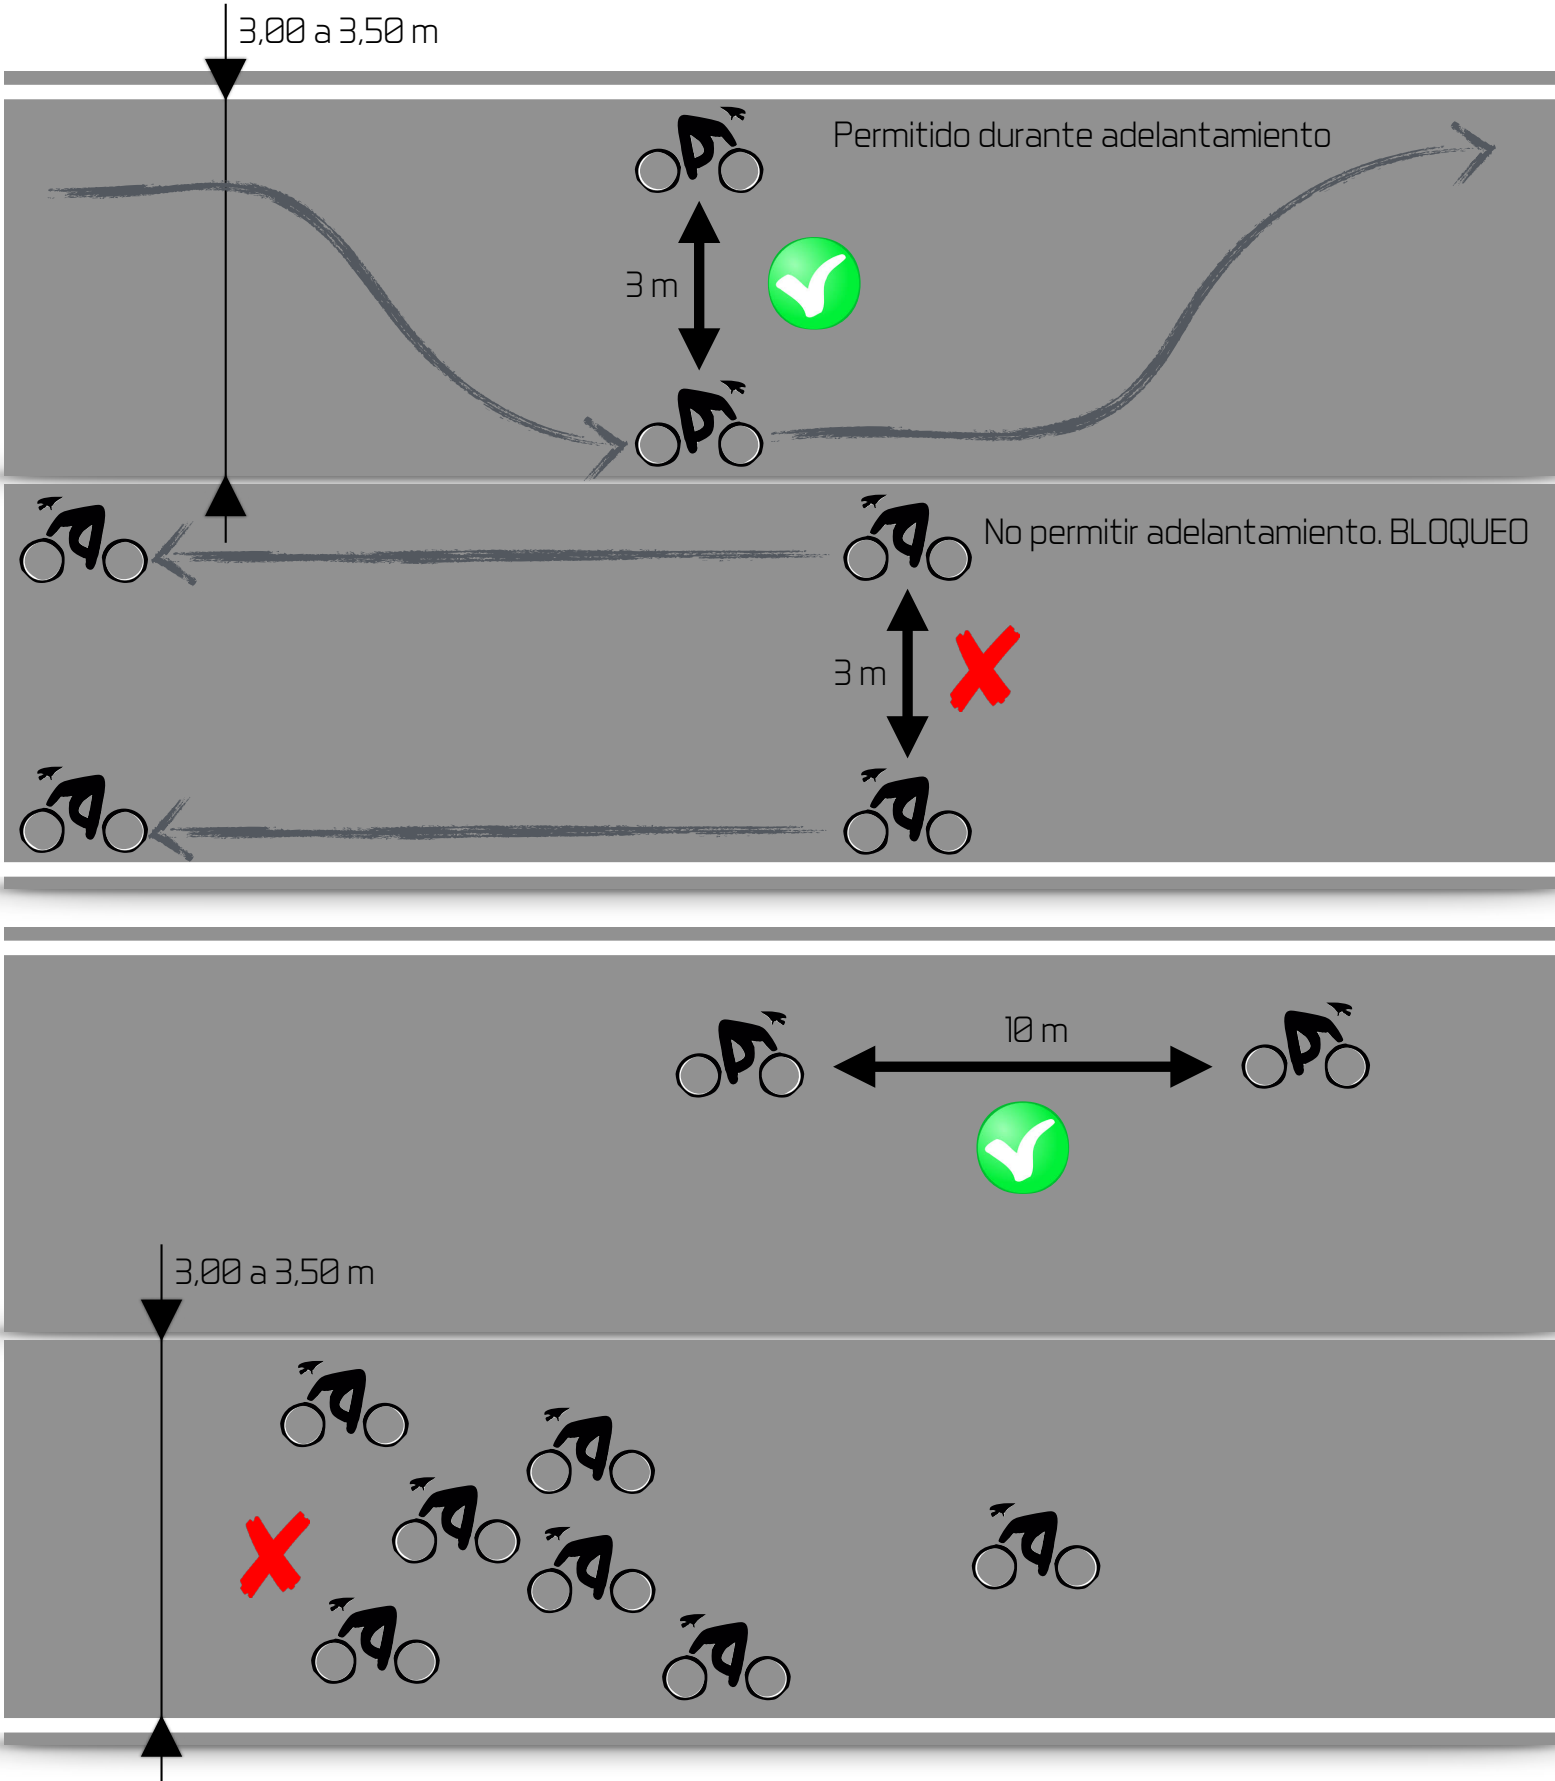 3,00 a 3,50 m
Permitido durante adelantamiento
3 m
No permitir adelantamiento. BLOQUEO
3 m
10 m
3,00 a 3,50 m